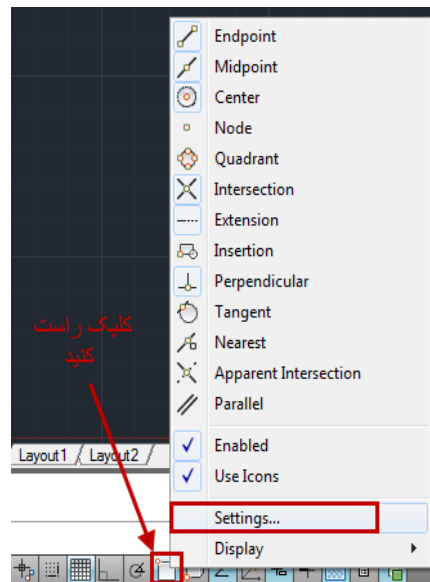 Endpoint
Midpoint
Center
Node
Quadrant
Intersection
Extension
Insertion
Perpendicular
Tangent
Nearest
Apparent Intersection
Parallel
Enabled
Use Icons
Settings...
Display
کلیک راست
کنید
Layout1 / Layout2 /